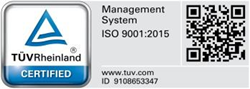 TÜVRheinland
CERTIFIED
Management
System
ISO 9001:2015
www.tuv.com
ID 9108653347